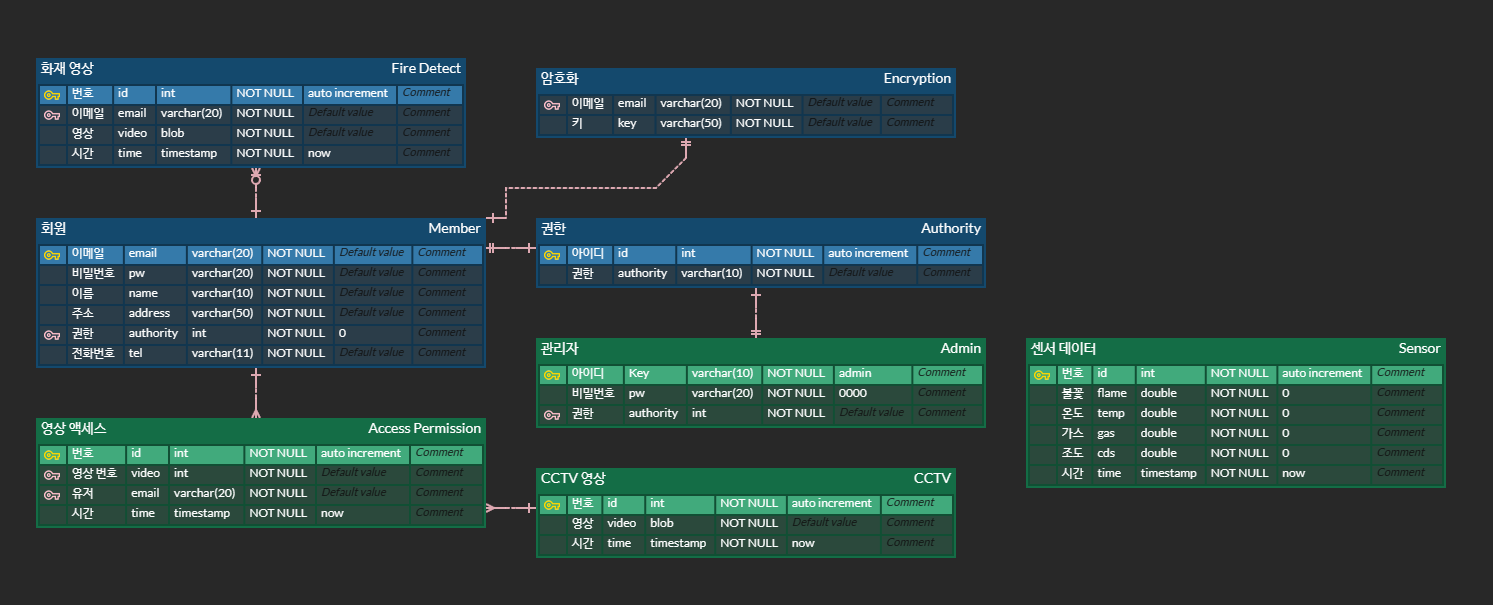 화재 영상 Fire Detect
번호 id int NOT NULL auto increment Comment
이메일 email varchar(20) NOT NULL Default value Comment
영상 video blob NOT NULL Default value Comment
시간 time timestamp NOT NULL now Comment
암호화 Encryption
이메일 email varchar(20) NOT NULL Default value Comment
키 key varchar(50) NOT NULL Default value Comment
회원 Member
이메일 email varchar(20) NOT NULL Default value Comment
비밀번호 pw varchar(20) NOT NULL Default value Comment
이름 name varchar(10) NOT NULL Default value Comment
주소 address varchar(50) NOT NULL Default value Comment
권한 authority int NOT NULL 0 Comment
전화번호 tel varchar(11) NOT NULL Default value Comment
권한 Authority
아이디 id int NOT NULL auto increment Comment
권한 authority varchar(10) NOT NULL Default value Comment
관리자 Admin
아이디 Key varchar(10) NOT NULL admin Comment
비밀번호 pw varchar(20) NOT NULL 0000 Comment
권한 authority int NOT NULL Default value Comment
센서 데이터 Sensor
번호 id int NOT NULL auto increment Comment
불꽃 flame double NOT NULL 0 Comment
온도 temp double NOT NULL 0 Comment
가스 gas double NOT NULL 0 Comment
조도 cds double NOT NULL 0 Comment
시간 time timestamp NOT NULL now Comment
영상 액세스 Access Permission
번호 id int NOT NULL auto increment Comment
영상 번호 video int NOT NULL Default value Comment
유저 email varchar(20) NOT NULL Default value Comment
시간 time timestamp NOT NULL now Comment
CCTV 영상 CCTV
번호 id int NOT NULL auto increment Comment
영상 video blob NOT NULL Default value Comment
시간 time timestamp NOT NULL now Comment